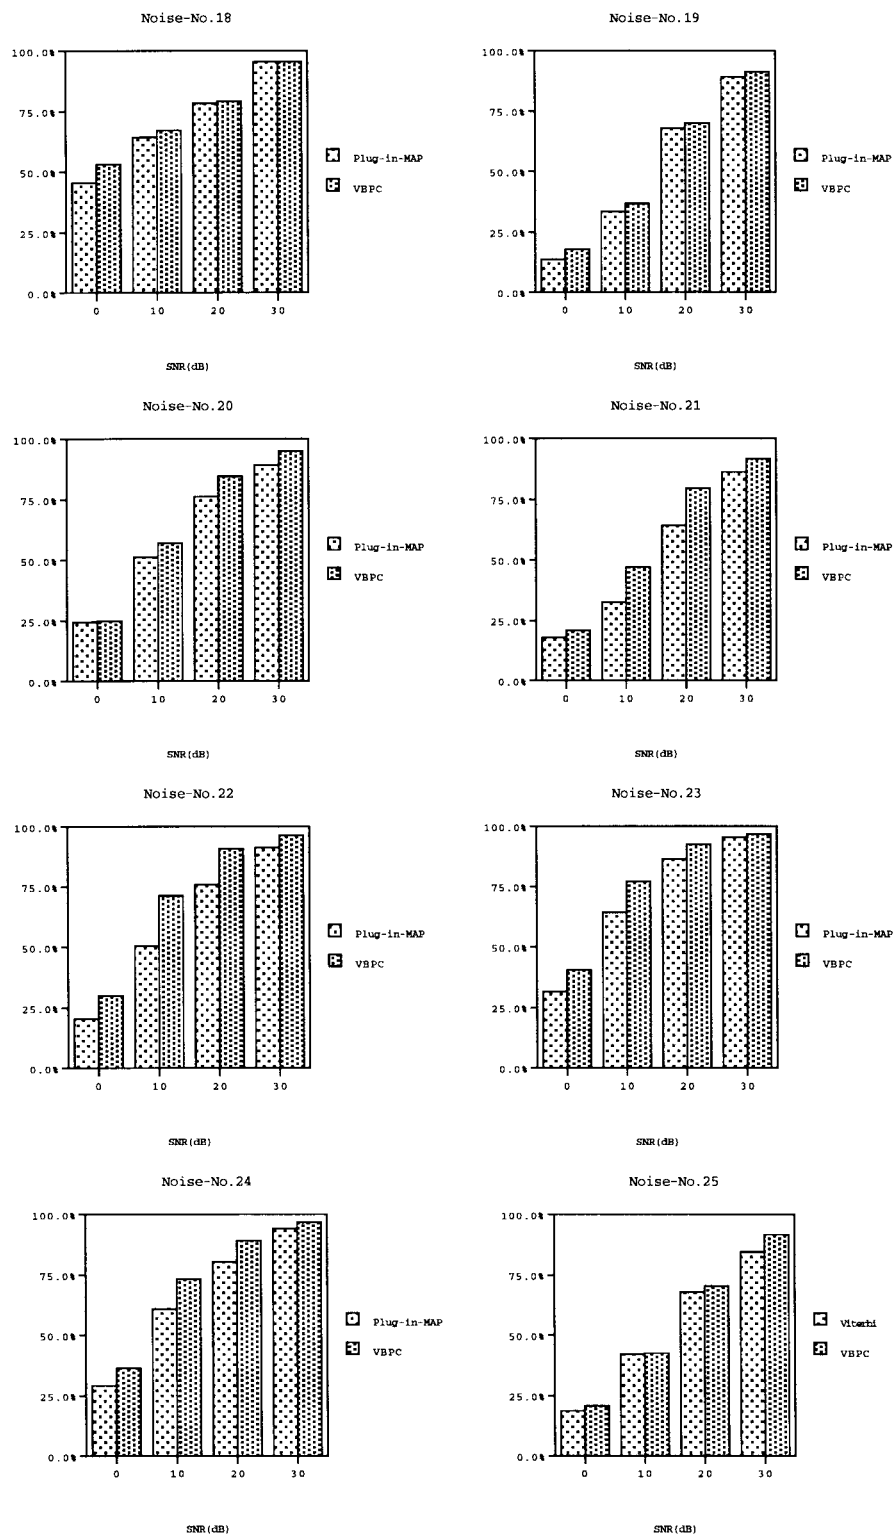 Noise-No.18
100.0%
75.0%
50.0%
25.0%
0.0%
0 10 20 30
SNR(dB)
Plug-in-MAP
VBPC
Noise-No.19
100.0%
75.0%
50.0%
25.0%
0.0%
0 10 20 30
SNR(dB)
Plug-in-MAP
VBPC
Noise-No.20
100.0%
75.0%
50.0%
25.0%
0.0%
0 10 20 30
SNR(dB)
Plug-in-MAP
VBPC
Noise-No.21
100.0%
75.0%
50.0%
25.0%
0.0%
0 10 20 30
SNR(dB)
Plug-in-MAP
VBPC
Noise-No.22
100.0%
75.0%
50.0%
25.0%
0.0%
0 10 20 30
SNR(dB)
Plug-in-MAP
VBPC
Noise-No.23
100.0%
75.0%
50.0%
25.0%
0.0%
0 10 20 30
SNR(dB)
Plug-in-MAP
VBPC
Noise-No.24
100.0%
75.0%
50.0%
25.0%
0.0%
0 10 20 30
SNR(dB)
Plug-in-MAP
VBPC
Noise-No.25
100.0%
75.0%
50.0%
25.0%
0.0%
0 10 20 30
SNR(dB)
Viterbi
VBPC